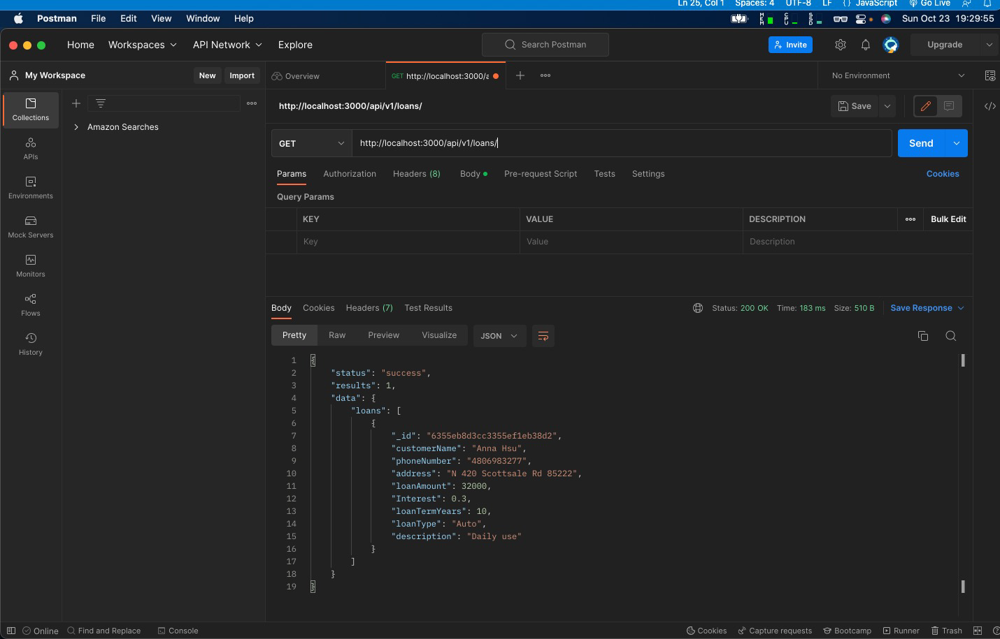 Ln 25, Col 1 Spaces: 4 UTF-8 LF {} JavaScript Go Live
Postman File Edit View Window Help Sun Oct 23 19:29:55
Home Workspaces API Network Explore Search Postman Invite Upgrade
My Workspace New Import Overview GET http://localhost:3000/a No Environment
http://localhost:3000/api/v1/loans/ Save </>
Collections
Amazon Searches
APIs
Environments
Mock Servers
Monitors
Flows
History
GET http://localhost:3000/api/v1/loans/ Send
Params Authorization Headers (8) Body Pre-request Script Tests Settings Cookies
Query Params
KEY VALUE DESCRIPTION Bulk Edit
Key Value Description
Body Cookies Headers (7) Test Results Status: 200 OK Time: 183 ms Size: 510 B Save Response
Pretty Raw Preview Visualize JSON
1 {
2 "status": "success",
3 "results": 1,
4 "data": {
5 "loans": [
6 {
7 "_id": "6355eb8d3cc3355ef1eb38d2",
8 "customerName": "Anna Hsu",
9 "phoneNumber": "4806983277",
10 "address": "N 420 Scottsale Rd 85222",
11 "loanAmount": 32000,
12 "Interest": 0.3,
13 "loanTermYears": 10,
14 "loanType": "Auto",
15 "description": "Daily use"
16 }
17 ]
18 }
19 }
Online Find and Replace Console Cookies Capture requests Bootcamp Runner Trash